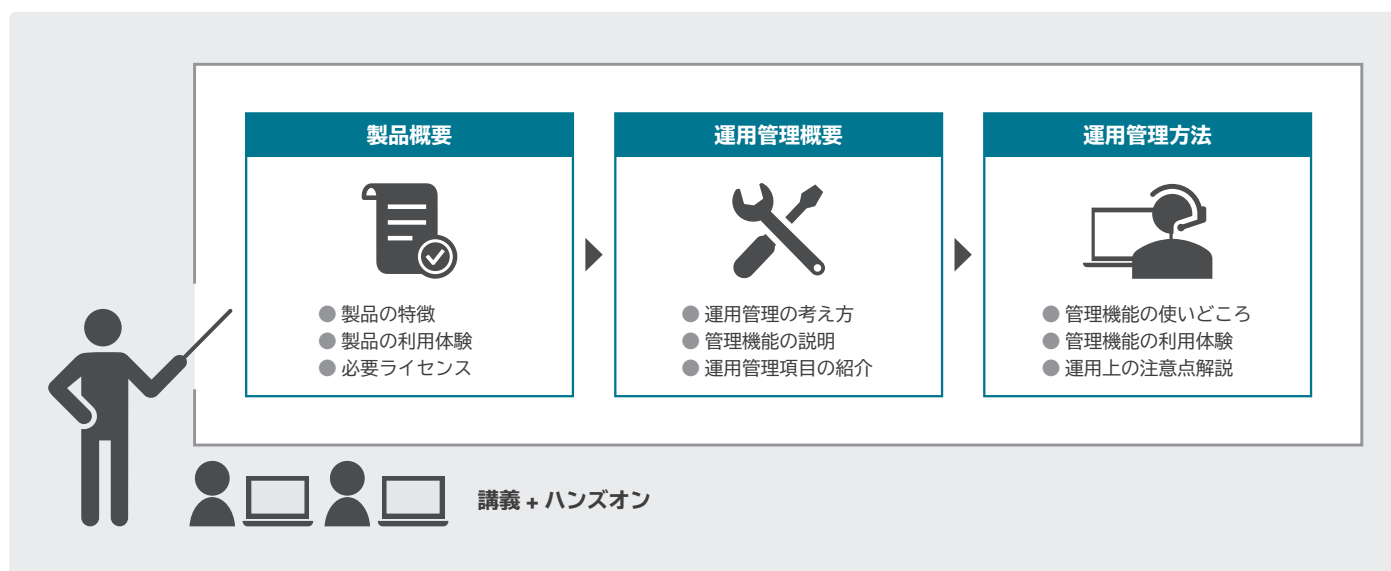 製品概要
● 製品の特徴
● 製品の利用体験
● 必要ライセンス
運用管理概要
● 運用管理の考え方
● 管理機能の説明
● 運用管理項目の紹介
運用管理方法
● 管理機能の使いどころ
● 管理機能の利用体験
● 運用上の注意点解説
講義 + ハンズオン